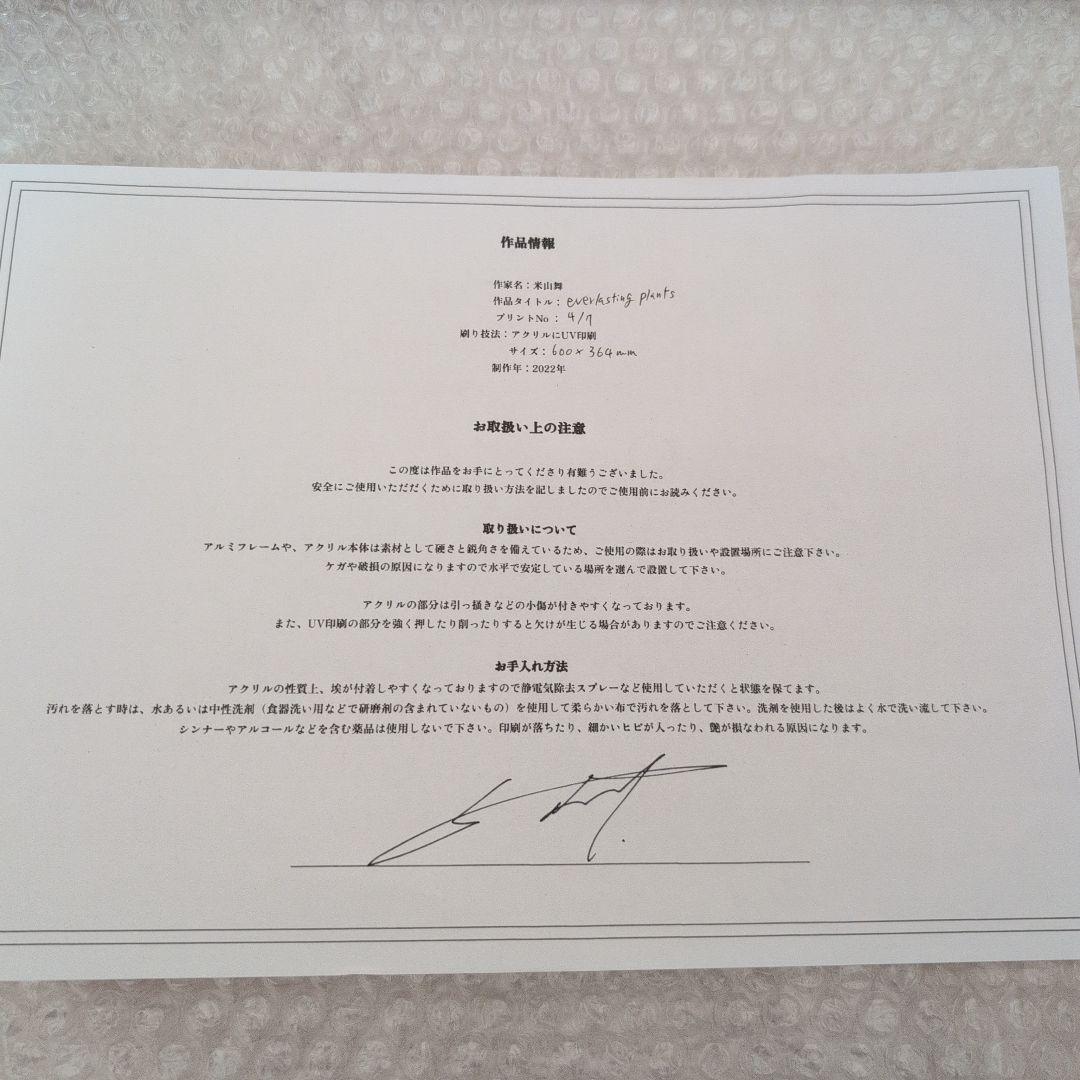 作品情報
作家名：米山舞
作品タイトル：everlasting plants
プリントNo：4/7
刷り技法：アクリルにUV印刷
サイズ：600×364mm
制作年：2022年
お取扱い上の注意
この度は作品をお手にとってくださり有難うございました。
安全にご使用いただだくために取り扱い方法を記しましたのでご使用前にお読みください。
取り扱いについて
アルミフレームや、アクリル本体は素材として硬さと鋭角さを備えているため、ご使用の際はお取り扱いや設置場所にご注意下さい。
ケガや破損の原因になりますので水平で安定している場所を選んで設置して下さい。
アクリルの部分は引っ掻きなどの小傷が付きやすくなっております。
また、UV印刷の部分を強く押したり削ったりすると欠けが生じる場合がありますのでご注意ください。
お手入れ方法
アクリルの性質上、埃が付着しやすくなっておりますので静電気除去スプレーなど使用していただくと状態を保てます。
汚れを落とす時は、水あるいは中性洗剤（食器洗い用などで研磨剤の含まれていないもの）を使用して柔らかい布で汚れを落として下さい。洗剤を使用した後はよく水で洗い流して下さい。
シンナーやアルコールなどを含む薬品は使用しないで下さい。印刷が落ちたり、細かいヒビが入ったり、艶が損なわれる原因になります。